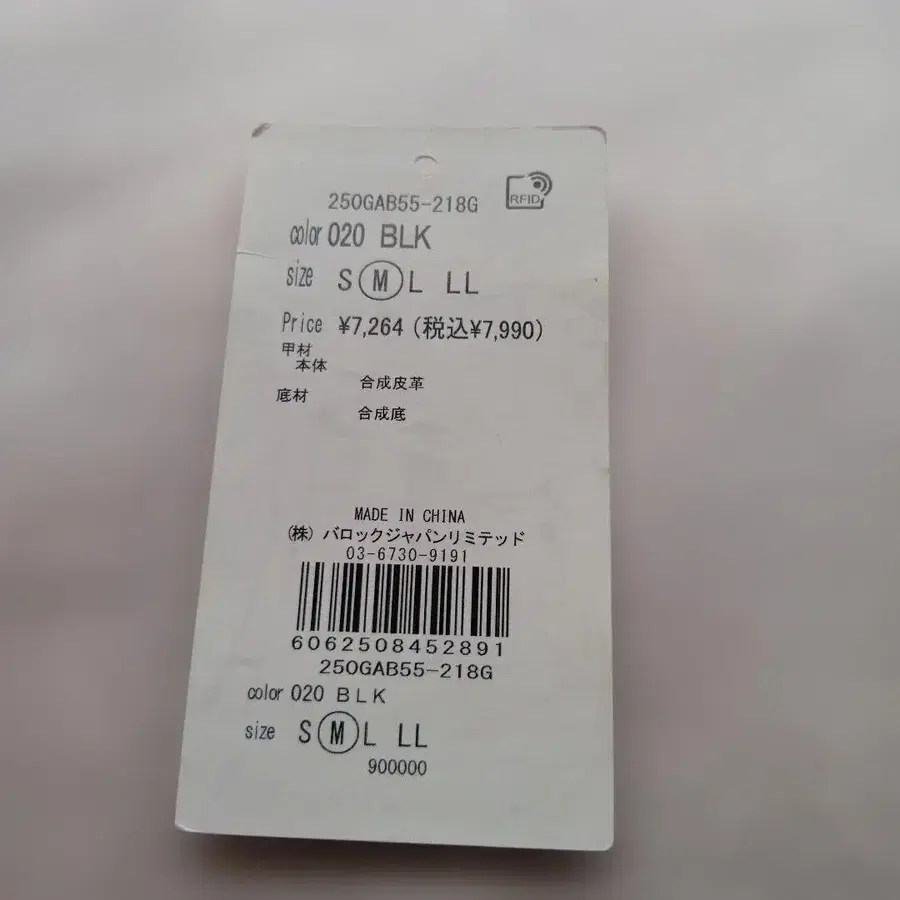 250GAB55-218G
RFID
color 020 BLK
size S M L LL
Price ¥7,264 (税込¥7,990)
甲材
本体
合成皮革
底材
合成底
MADE IN CHINA
(株) バロックジャパンリミテッド
03-6730-9191
6062508452891
250GAB55-218G
color 020 BLK
size S M L LL
900000